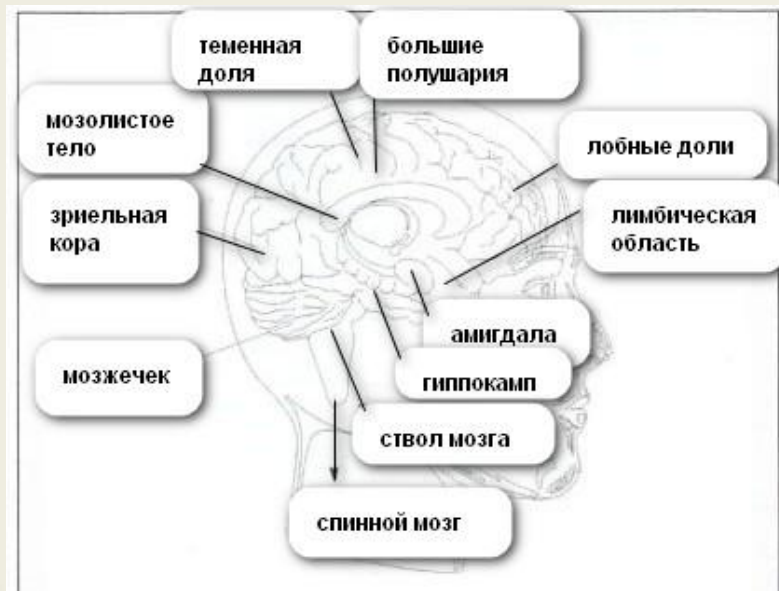 теменная
доля
большие
полушария
мозолистое
тело
лобные доли
зриельная
кора
лимбическая
область
амигдала
гиппокамп
мозжечек
ствол мозга
спинной мозг